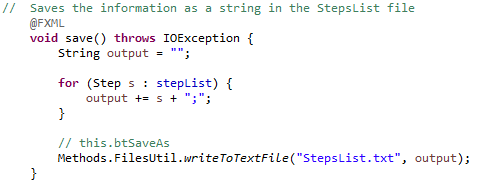 //  Saves the information as a string in the StepsList file
@FXML
void save() throws IOException {
String output = "";
for (Step s : stepList) {
output += s + ";";
}
// this.btSaveAs
Methods.FilesUtil.writeToTextFile("StepsList.txt", output);
}